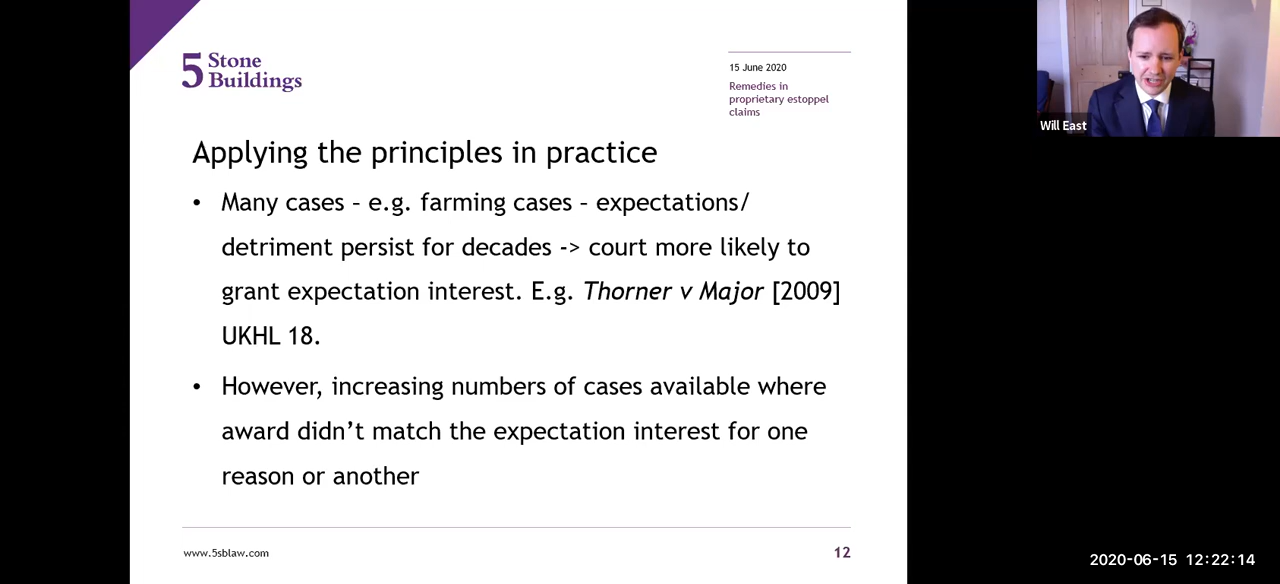 5 Stone
Buildings
15 June 2020
Remedies in
proprietary estoppel
claims
Applying the principles in practice
• Many cases – e.g. farming cases – expectations/
detriment persist for decades -> court more likely to
grant expectation interest. E.g. Thorner v Major [2009]
UKHL 18.
• However, increasing numbers of cases available where
award didn’t match the expectation interest for one
reason or another
www.5sblaw.com
12
Will East
2020-06-15 12:22:14